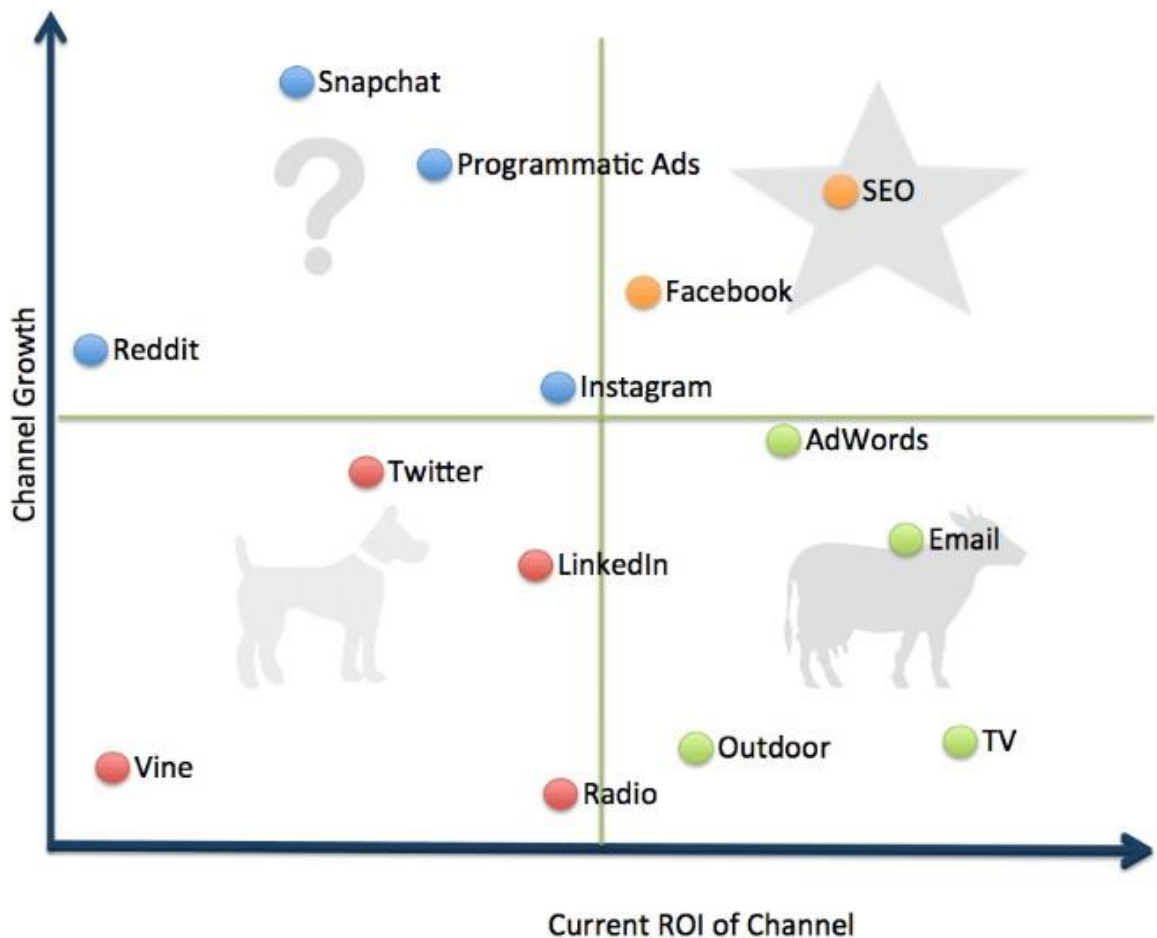 Snapchat
Programmatic Ads
SEO
Facebook
Reddit
Instagram
AdWords
Twitter
Email
LinkedIn
TV
Outdoor
Vine
Radio
Channel Growth
Current ROI of Channel
?